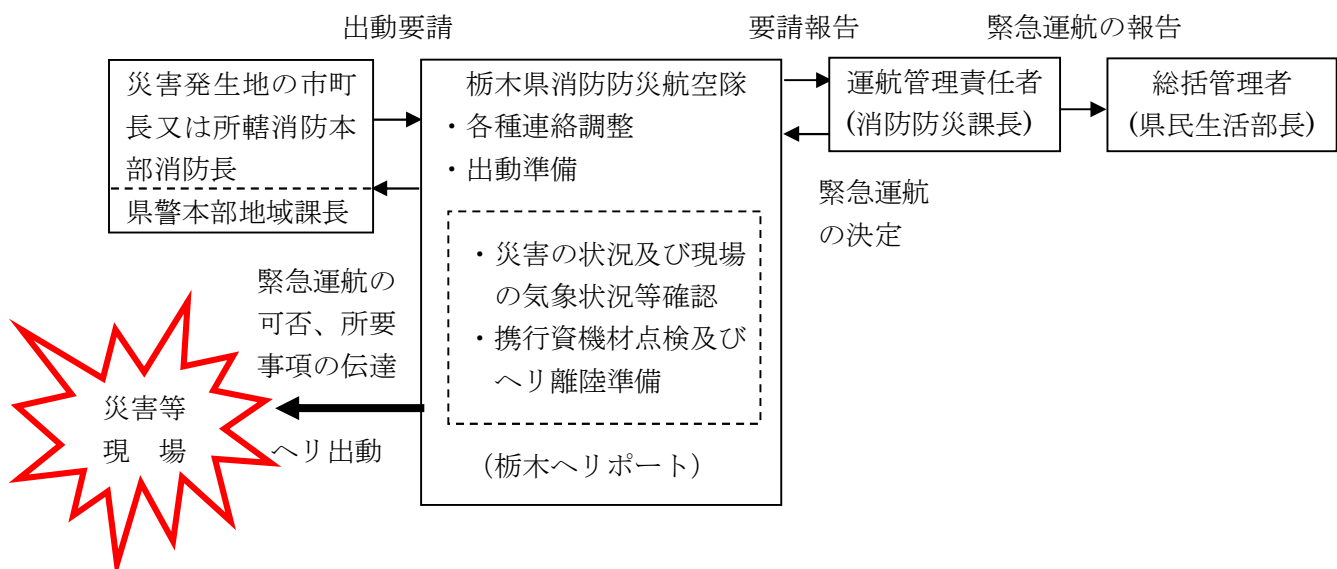 出動要請
要請報告
緊急運航の報告
災害発生地の市町
長又は所轄消防本
部消防長
県警本部地域課長
栃木県消防防災航空隊
・各種連絡調整
・出動準備
・災害の状況及び現場
の気象状況等確認
・携行資機材点検及び
ヘリ離陸準備
（栃木ヘリポート）
運航管理責任者
(消防防災課長)
総括管理者
(県民生活部長)
緊急運航
の決定
緊急運航の
可否、所要
事項の伝達
災害等
現　場
ヘリ出動